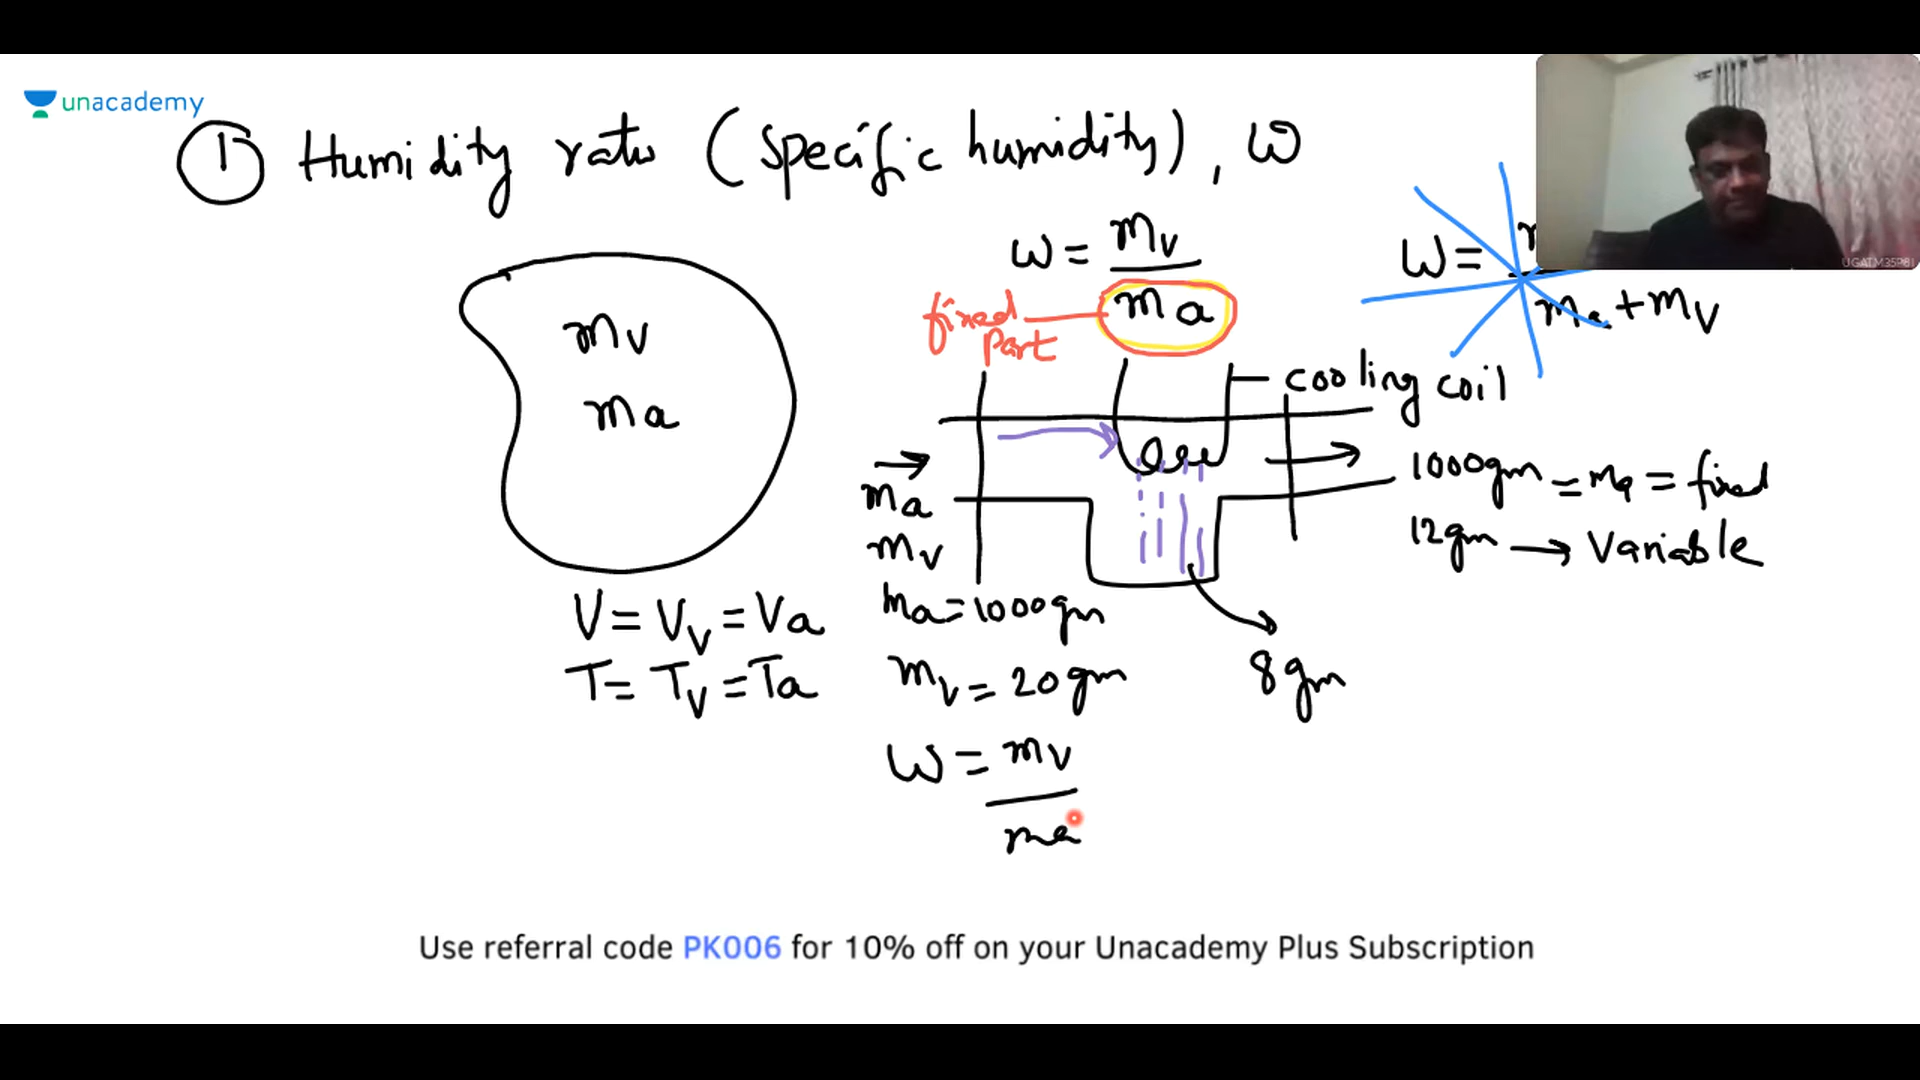 unacademy
① Humidity ratio (specific humidity), ω
ω = mv / ma
fixed part
ω =
ma + mv
mv
ma
cooling coil
ma
mv
1000gm = ma = fixed
12gm → Variable
V = Vv = Va
T = Tv = Ta
ma = 1000gm
mv = 20gm
8gm
ω = mv / ma
Use referral code PK006 for 10% off on your Unacademy Plus Subscription